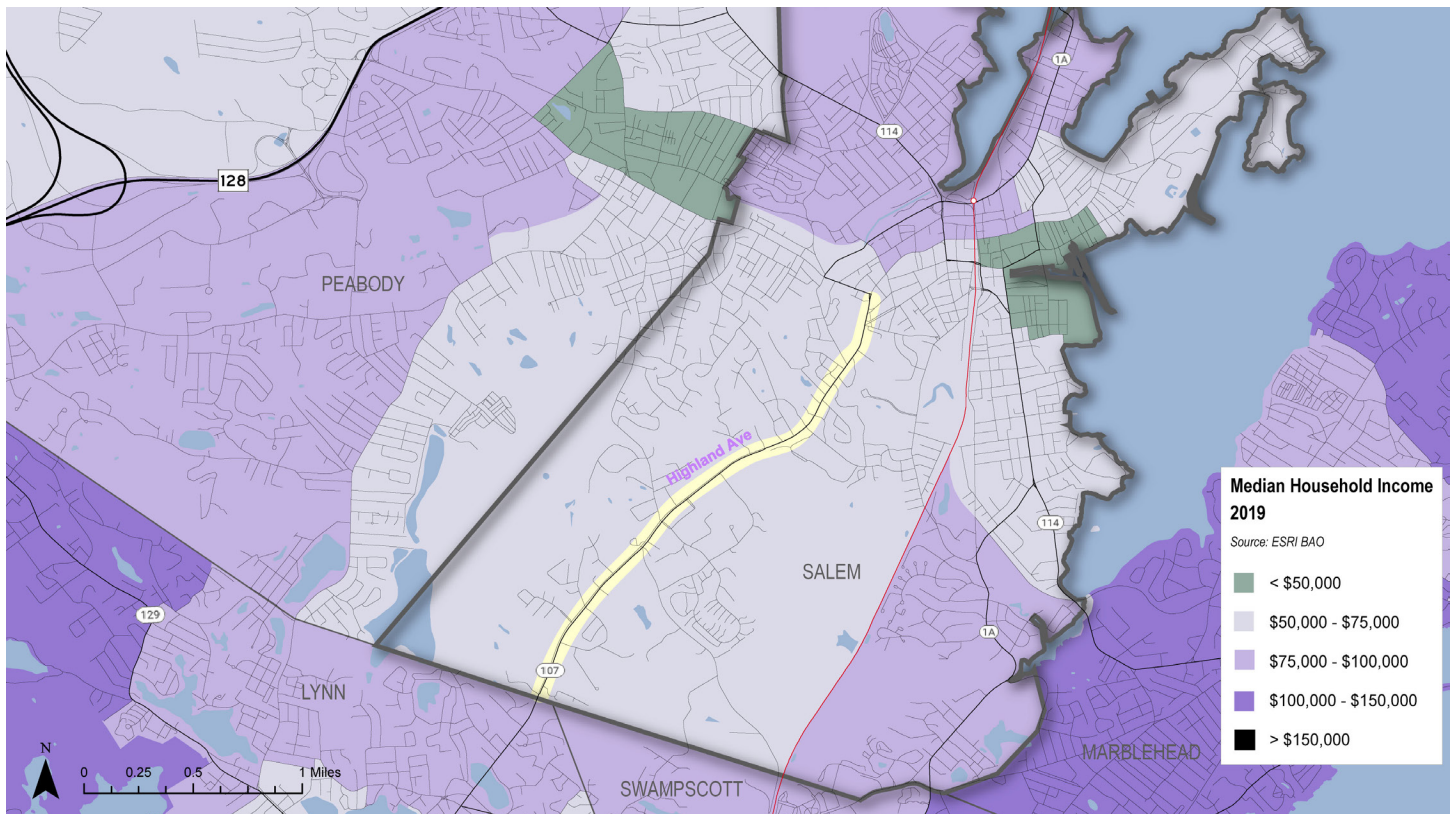 1A
114
128
PEABODY
Highland Ave
Median Household Income
2019
Source: ESRI BAO
< $50,000
$50,000 - $75,000
$75,000 - $100,000
$100,000 - $150,000
> $150,000
114
SALEM
129
1A
107
LYNN
MARBLEHEAD
SWAMPSCOTT
N
0 0.25 0.5 1 Miles